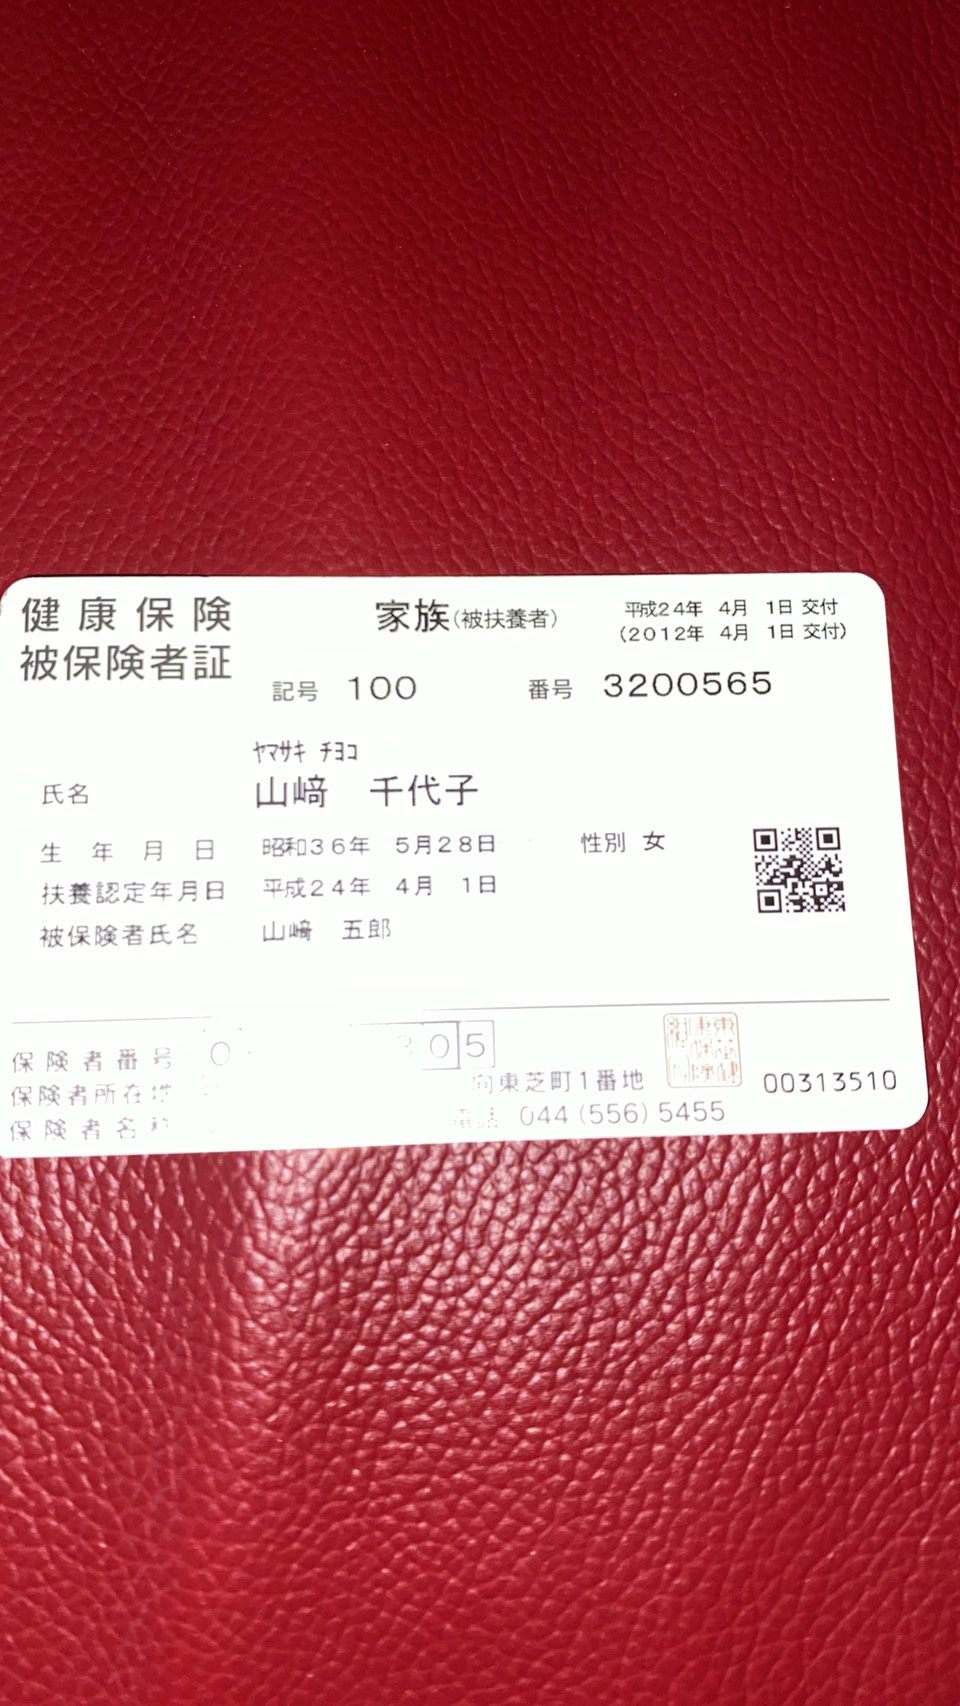 健康保険
被保険者証
家族(被扶養者)
平成24年 4月 1日 交付
(2012年 4月 1日 交付)
記号 100 番号 3200565
ヤマサキ チヨコ
氏名 山﨑 千代子
生年月日 昭和36年 5月28日 性別 女
扶養認定年月日 平成24年 4月 1日
被保険者氏名 山﨑 五郎
保険者番号 0 05
保険者所在地 向東芝町1番地
保険者名称 電話 044(556)5455
00313510